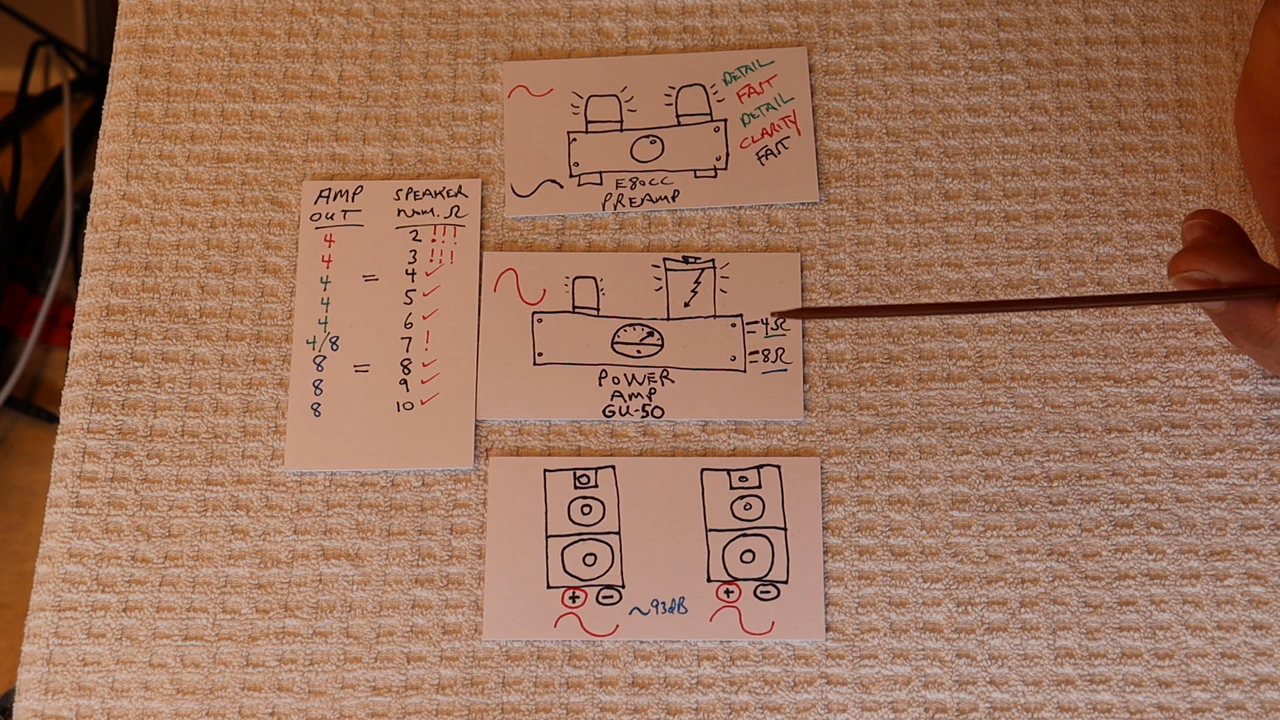 DETAIL
FAST
DETAIL
CLARITY
FAST
E80CC
PREAMP
AMP SPEAKER
OUT NOM. Ω
4 2 !!!
4 3 !!!
4 = 4 ✓
4 5 ✓
4 6 ✓
4/8 7 !
8 = 8 ✓
8 9 ✓
8 10 ✓
=4Ω
=8Ω
POWER
AMP
GU-50
+ − + −
~93dB